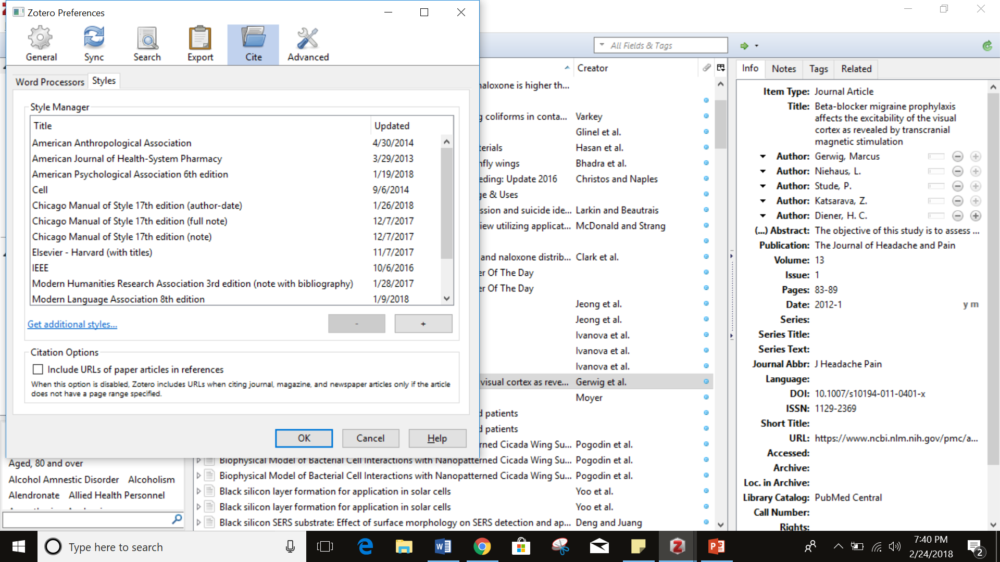 Zotero Preferences
General
Sync
Search
Export
Cite
Advanced
Word Processors
Styles
Style Manager
Title Updated
American Anthropological Association 4/30/2014
American Journal of Health-System Pharmacy 3/29/2013
American Psychological Association 6th edition 1/19/2018
Cell 9/6/2014
Chicago Manual of Style 17th edition (author-date) 1/26/2018
Chicago Manual of Style 17th edition (full note) 12/7/2017
Chicago Manual of Style 17th edition (note) 12/7/2017
Elsevier - Harvard (with titles) 11/7/2017
IEEE 10/6/2016
Modern Humanities Research Association 3rd edition (note with bibliography) 1/28/2017
Modern Language Association 8th edition 1/9/2018
Get additional styles...
- +
Citation Options
Include URLs of paper articles in references
When this option is disabled, Zotero includes URLs when citing journal, magazine, and newspaper articles only if the article
does not have a page range specified.
OK
Cancel
Help
Aged, 80 and over
Alcohol Amnestic Disorder Alcoholism
Alendronate Allied Health Personnel
All Fields & Tags
Creator
naloxone is higher th...
g coliforms in conta... Varkey
Glinel et al.
terials Hasan et al.
nfly wings Bhadra et al.
eding: Update 2016 Christos and Naples
ge & Uses
ssion and suicide ide... Larkin and Beautrais
iew utilizing applicat... McDonald and Strang
and naloxone distrib... Clark et al.
er Of The Day
er Of The Day
Jeong et al.
Jeong et al.
Ivanova et al.
Ivanova et al.
Ivanova et al.
visual cortex as reve... Gerwig et al.
Moyer
d patients
d patients
rned Cicada Wing Su... Pogodin et al.
Biophysical Model of Bacterial Cell Interactions with Nanopatterned Cicada Wing Su... Pogodin et al.
Biophysical Model of Bacterial Cell Interactions with Nanopatterned Cicada Wing Su... Pogodin et al.
Black silicon layer formation for application in solar cells Yoo et al.
Black silicon layer formation for application in solar cells Yoo et al.
Black silicon SERS substrate: Effect of surface morphology on SERS detection and ap... Deng and Juang
Info
Notes
Tags
Related
Item Type: Journal Article
Title: Beta-blocker migraine prophylaxis
affects the excitability of the visual
cortex as revealed by transcranial
magnetic stimulation
Author: Gerwig, Marcus
Author: Niehaus, L.
Author: Stude, P.
Author: Katsarava, Z.
Author: Diener, H. C.
(...) Abstract: The objective of this study is to assess ...
Publication: The Journal of Headache and Pain
Volume: 13
Issue: 1
Pages: 83-89
Date: 2012-1 y m
Series:
Series Title:
Series Text:
Journal Abbr: J Headache Pain
Language:
DOI: 10.1007/s10194-011-0401-x
ISSN: 1129-2369
Short Title:
URL: https://www.ncbi.nlm.nih.gov/pmc/a...
Accessed:
Archive:
Loc. in Archive:
Library Catalog: PubMed Central
Call Number:
Rights:
Type here to search
7:40 PM
2/24/2018
2